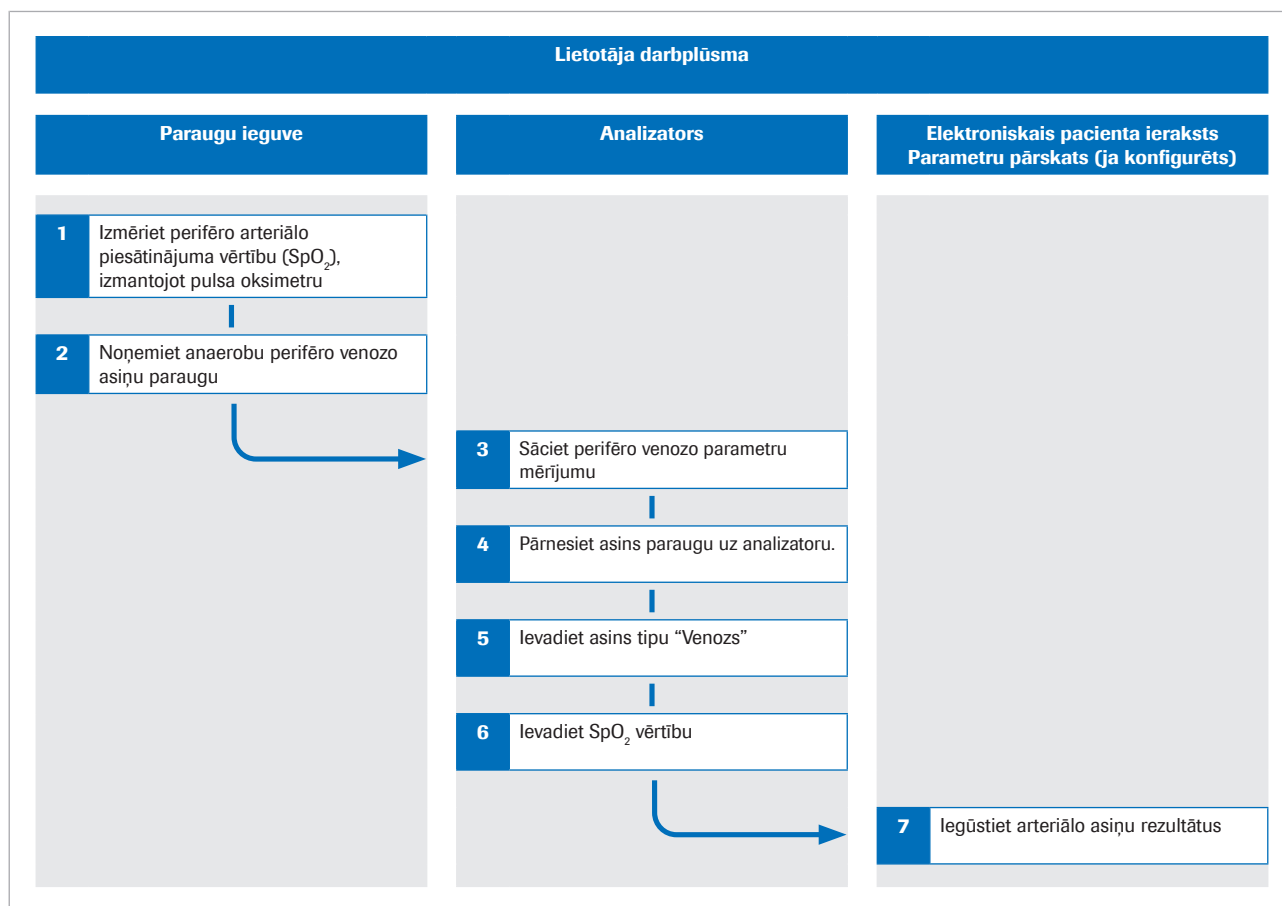 Lietotāja darbplūsma
Paraugu ieguve
Analizators
Elektroniskais pacienta ieraksts
Parametru pārskats (ja konfigurēts)
1
Izmēriet perifēro arteriālo
piesātinājuma vērtību (SpO₂),
izmantojot pulsa oksimetru
2
Noņemiet anaerobu perifēro venozo
asiņu paraugu
3
Sāciet perifēro venozo parametru
mērījumu
4
Pārnesiet asins paraugu uz analizatoru.
5
Ievadiet asins tipu “Venozs”
6
Ievadiet SpO₂ vērtību
7
Iegūstiet arteriālo asiņu rezultātus